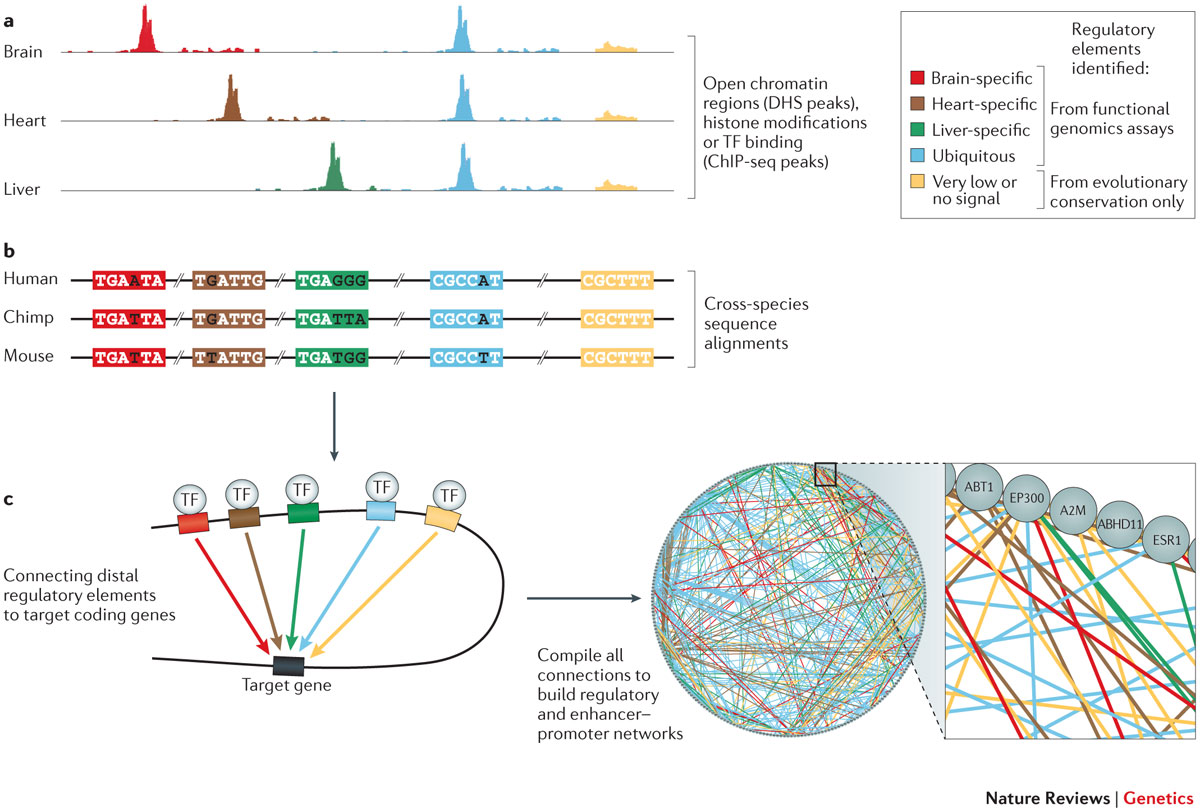 a
Brain
Heart
Liver
Open chromatin
regions (DHS peaks),
histone modifications
or TF binding
(ChIP-seq peaks)
Regulatory
elements
identified:
Brain-specific
Heart-specific
Liver-specific
Ubiquitous
From functional
genomics assays
Very low or
no signal
From evolutionary
conservation only
b
Human
TGAATA
TGATTG
TGAGGG
CGCCAT
CGCTTT
Chimp
TGATTA
TGATTG
TGATTA
CGCCAT
CGCTTT
Mouse
TGATTA
TTATTG
TGATGG
CGCCTT
CGCTTT
Cross-species
sequence
alignments
c
TF
TF
TF
TF
TF
Connecting distal
regulatory elements
to target coding genes
Target gene
Compile all
connections to
build regulatory
and enhancer–
promoter networks
ABT1
EP300
A2M
ABHD11
ESR1
Nature Reviews | Genetics